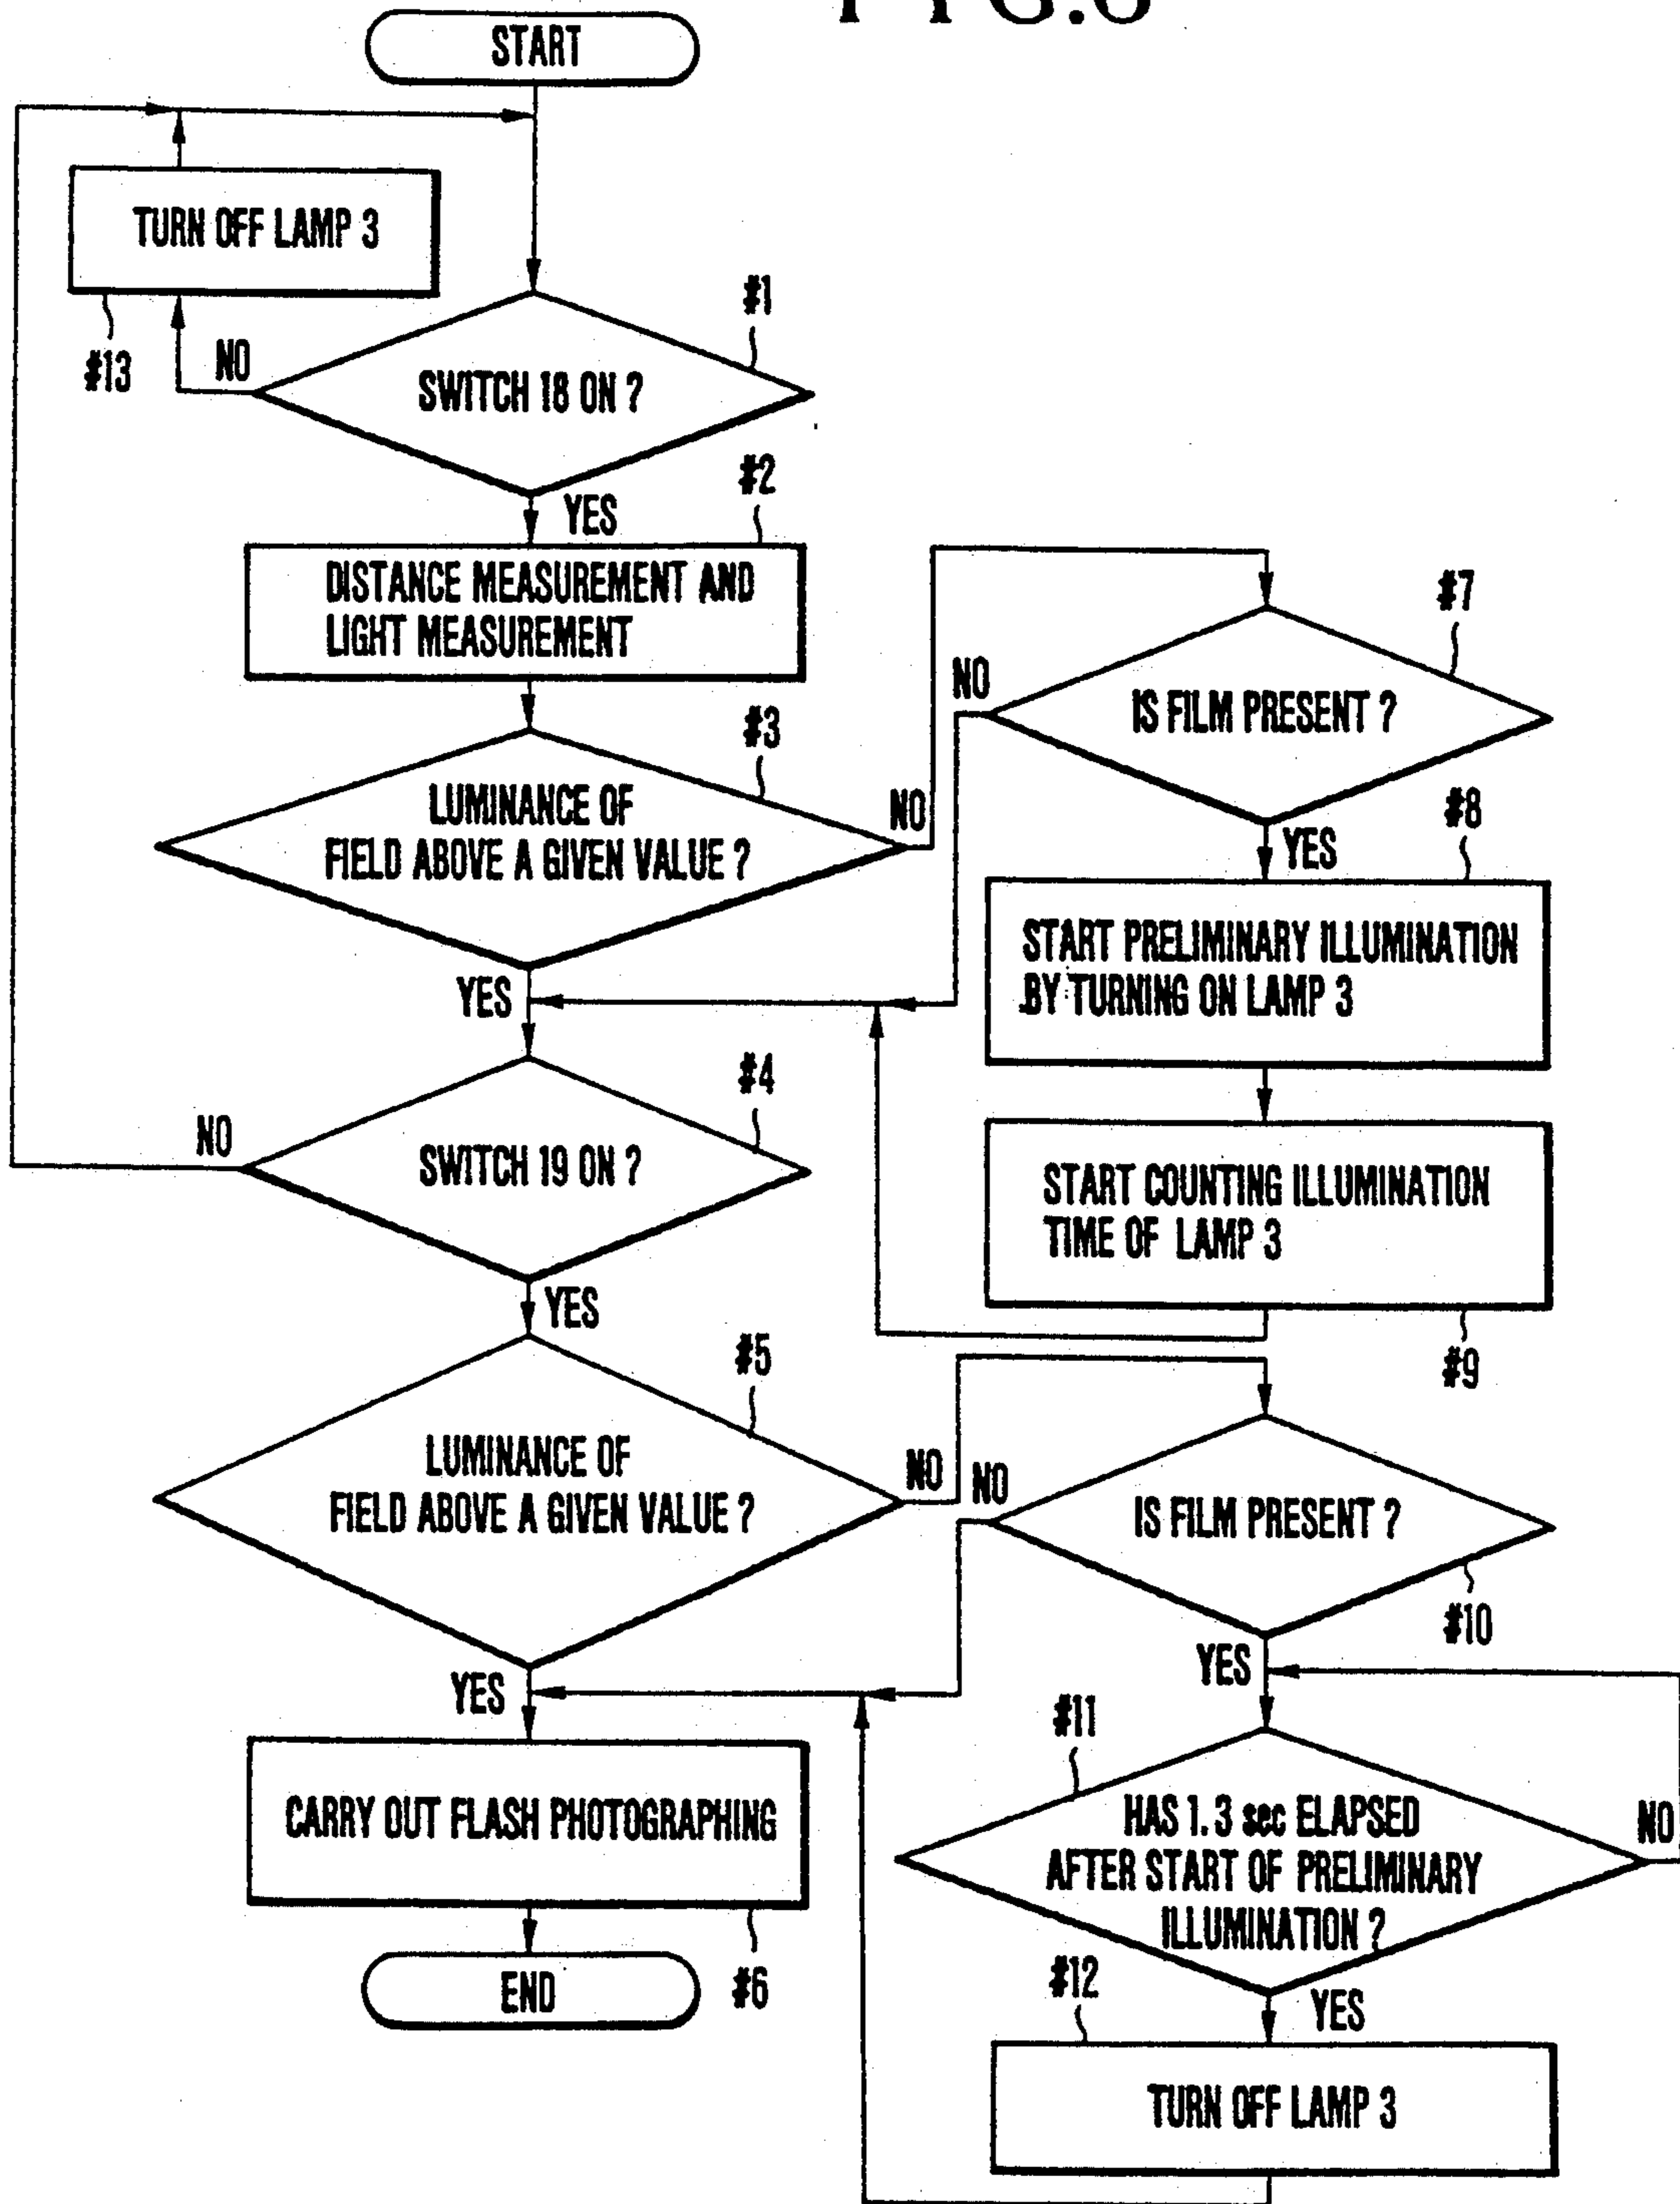 START
TURN OFF LAMP 3
#13
NO
#1
SWITCH 18 ON ?
YES
#2
DISTANCE MEASUREMENT AND
LIGHT MEASUREMENT
#3
LUMINANCE OF
FIELD ABOVE A GIVEN VALUE ?
NO
YES
#7
NO
IS FILM PRESENT ?
#8
YES
START PRELIMINARY ILLUMINATION
BY TURNING ON LAMP 3
START COUNTING ILLUMINATION
TIME OF LAMP 3
#9
#4
NO
SWITCH 19 ON ?
YES
#5
LUMINANCE OF
FIELD ABOVE A GIVEN VALUE ?
NO
NO
IS FILM PRESENT ?
#10
YES
YES
#11
HAS 1.3 sec ELAPSED
AFTER START OF PRELIMINARY
ILLUMINATION ?
NO
CARRY OUT FLASH PHOTOGRAPHING
#6
END
#12
YES
TURN OFF LAMP 3